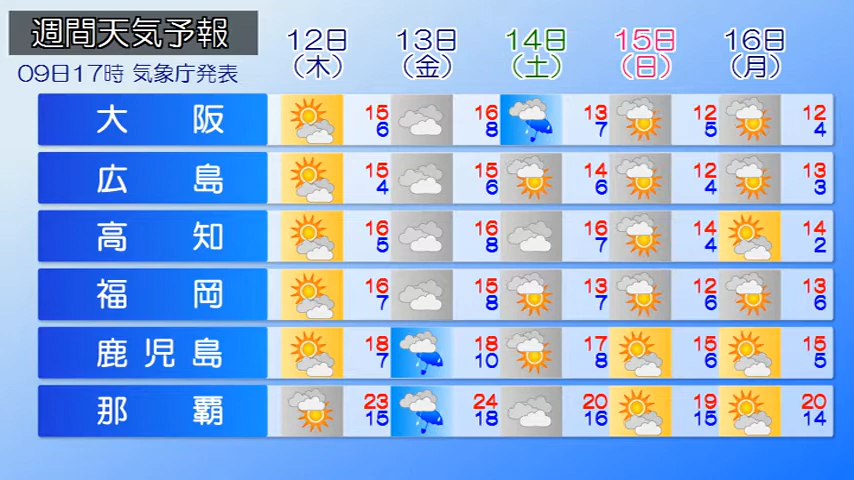 週間天気予報
09日17時 気象庁発表
12日 13日 14日 15日 16日
(木) (金) (土) (日) (月)
大阪 15 6 16 8 13 7 12 5 12 4
広島 15 4 15 6 14 6 12 4 13 3
高知 16 5 16 8 16 7 14 4 14 2
福岡 16 7 15 8 13 7 12 6 13 6
鹿児島 18 7 18 10 17 8 15 6 15 5
那覇 23 15 24 18 20 16 19 15 20 14